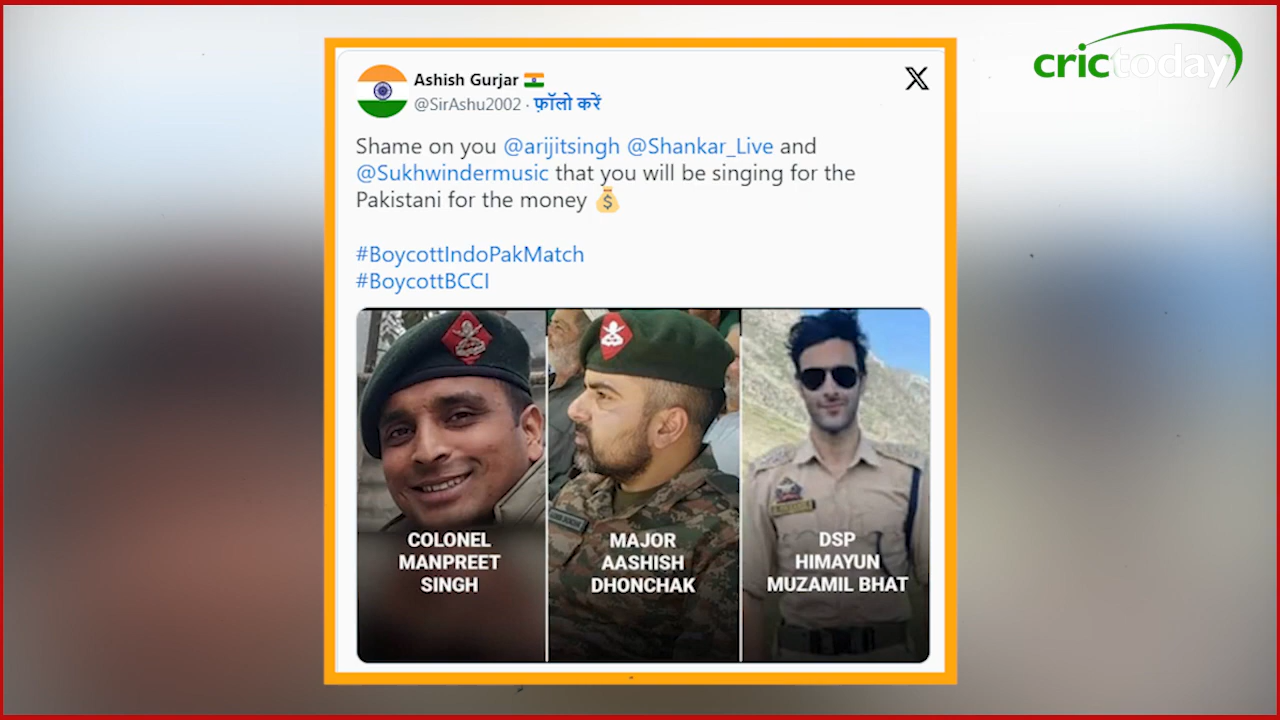 crictoday
Ashish Gurjar
@SirAshu2002 · फ़ॉलो करें
Shame on you @arijitsingh @Shankar_Live and
@Sukhwindermusic that you will be singing for the
Pakistani for the money
#BoycottIndoPakMatch
#BoycottBCCI
COLONEL
MANPREET
SINGH
MAJOR
AASHISH
DHONCHAK
DSP
HIMAYUN
MUZAMIL BHAT